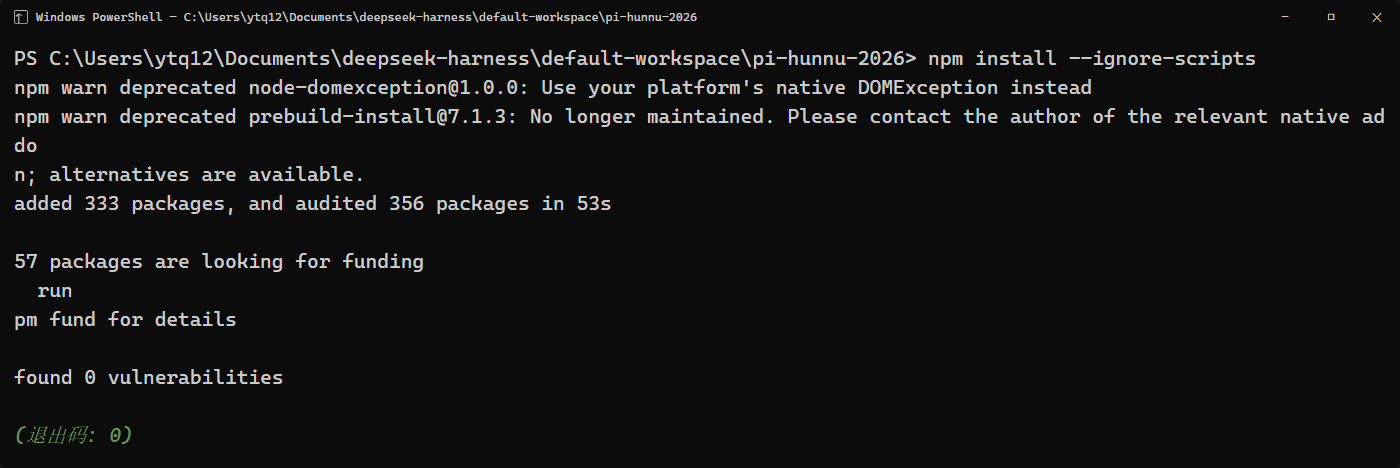 Windows PowerShell – C:\Users\ytq12\Documents\deepseek-harness\default-workspace\pi-hunnu-2026
PS C:\Users\ytq12\Documents\deepseek-harness\default-workspace\pi-hunnu-2026> npm install --ignore-scripts
npm warn deprecated node-domexception@1.0.0: Use your platform's native DOMException instead
npm warn deprecated prebuild-install@7.1.3: No longer maintained. Please contact the author of the relevant native ad
do
n; alternatives are available.
added 333 packages, and audited 356 packages in 53s
57 packages are looking for funding
run
pm fund for details
found 0 vulnerabilities
(退出码: 0)